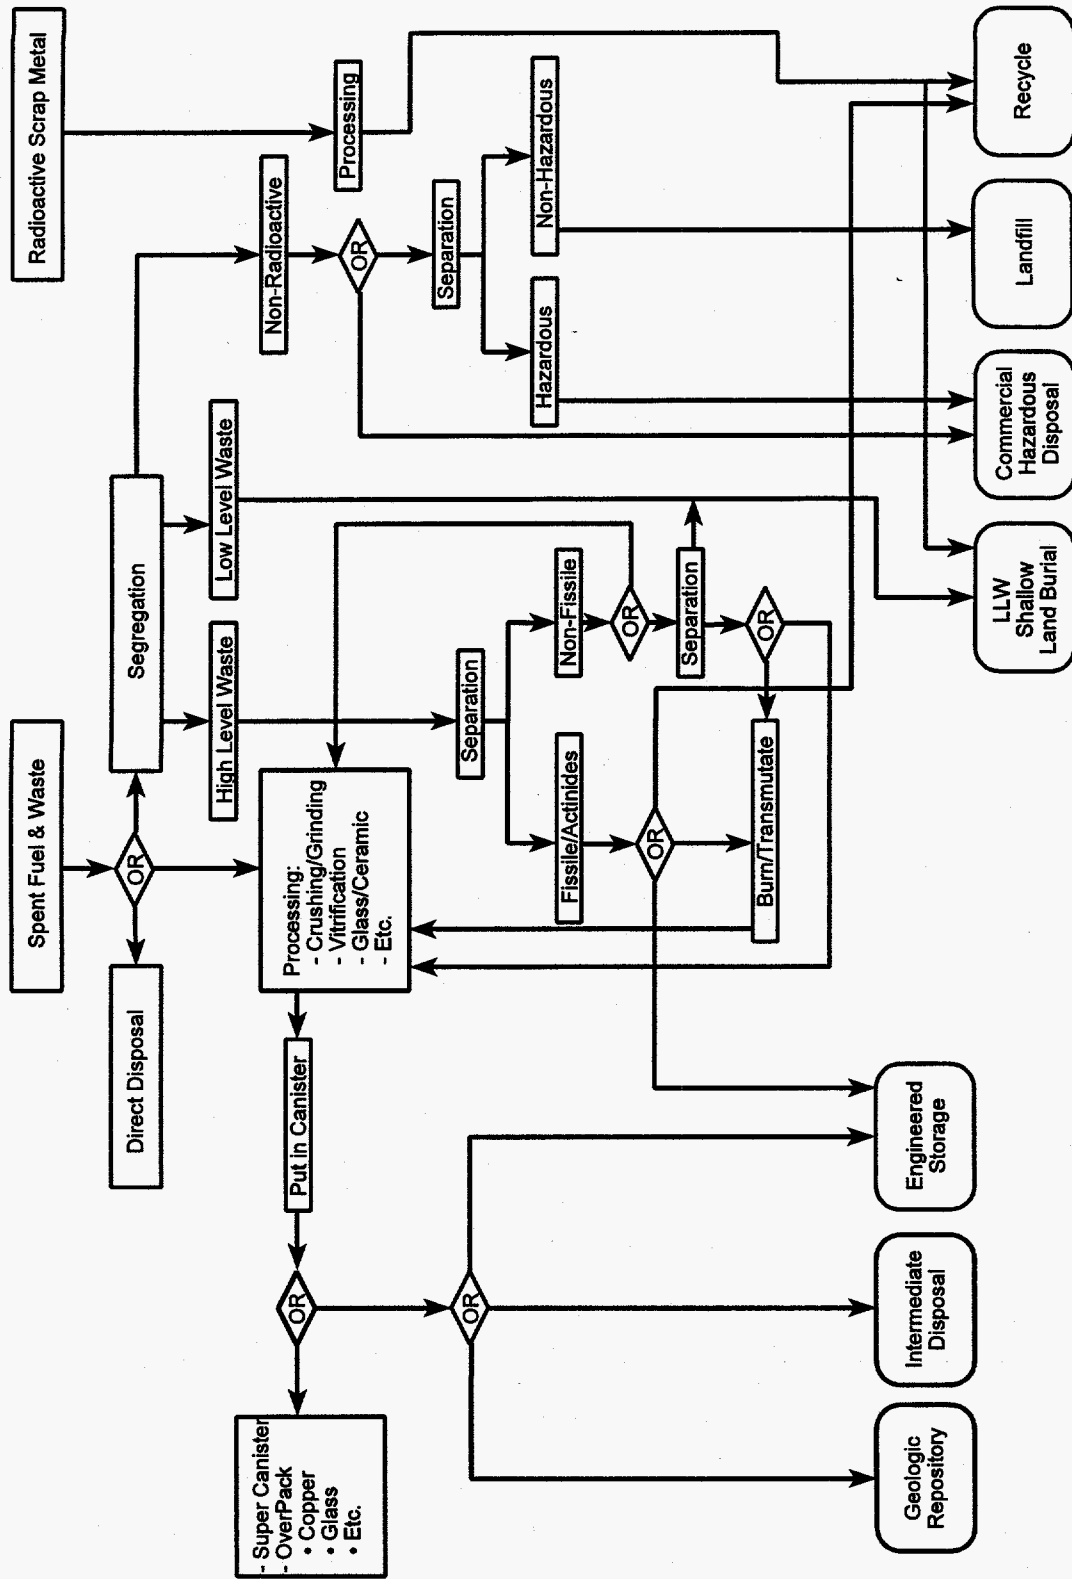 Spent Fuel & Waste
Radioactive Scrap Metal
Direct Disposal
OR
Segregation
High Level Waste
Low Level Waste
Non-Radioactive
Processing
- Super Canister
- OverPack
• Copper
• Glass
• Etc.
OR
Put in Canister
Processing:
- Crushing/Grinding
- Vitrification
- Glass/Ceramic
- Etc.
OR
OR
Separation
Separation
Fissile/Actinides
Non-Fissile
Hazardous
Non-Hazardous
OR
OR
Separation
Burn/Transmutate
OR
Geologic
Repository
Intermediate
Disposal
Engineered
Storage
LLW
Shallow
Land Burial
Commercial
Hazardous
Disposal
Landfill
Recycle